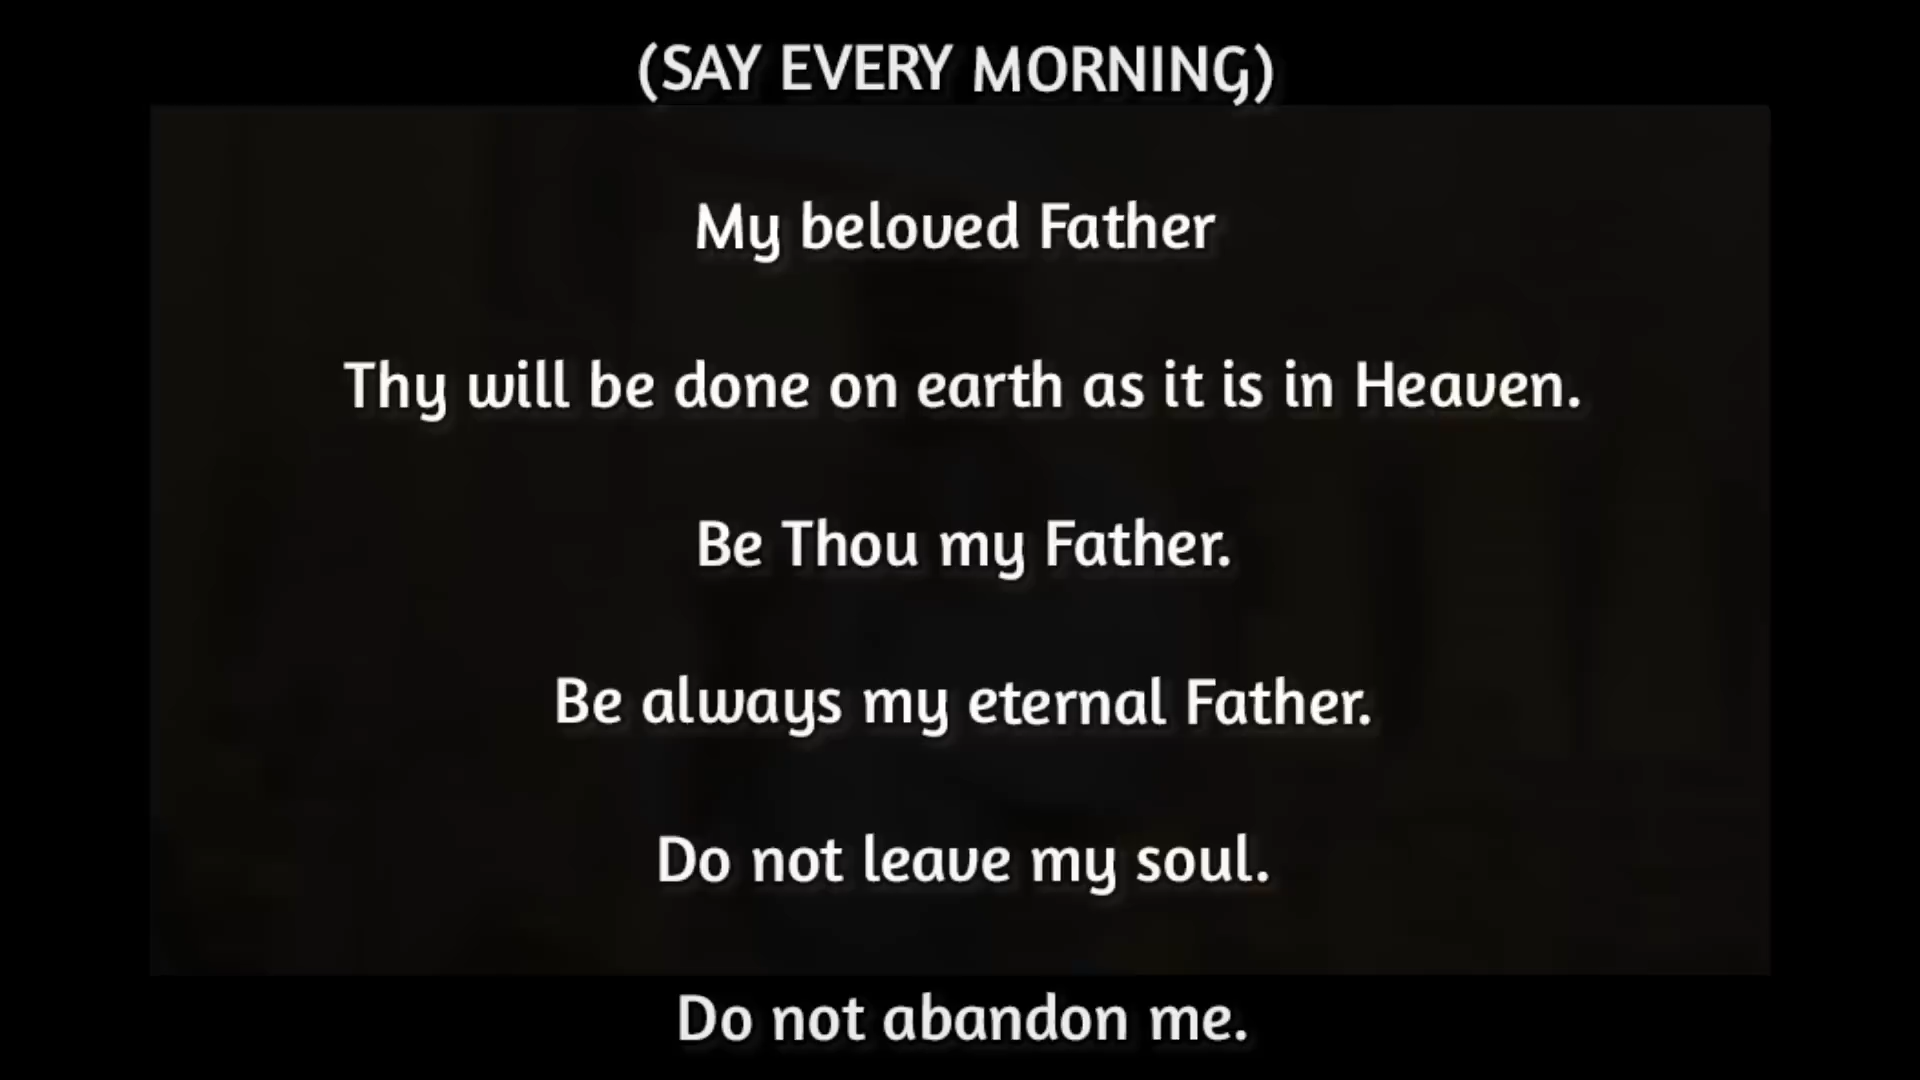 (SAY EVERY MORNING)
My beloved Father
Thy will be done on earth as it is in Heaven.
Be Thou my Father.
Be always my eternal Father.
Do not leave my soul.
Do not abandon me.